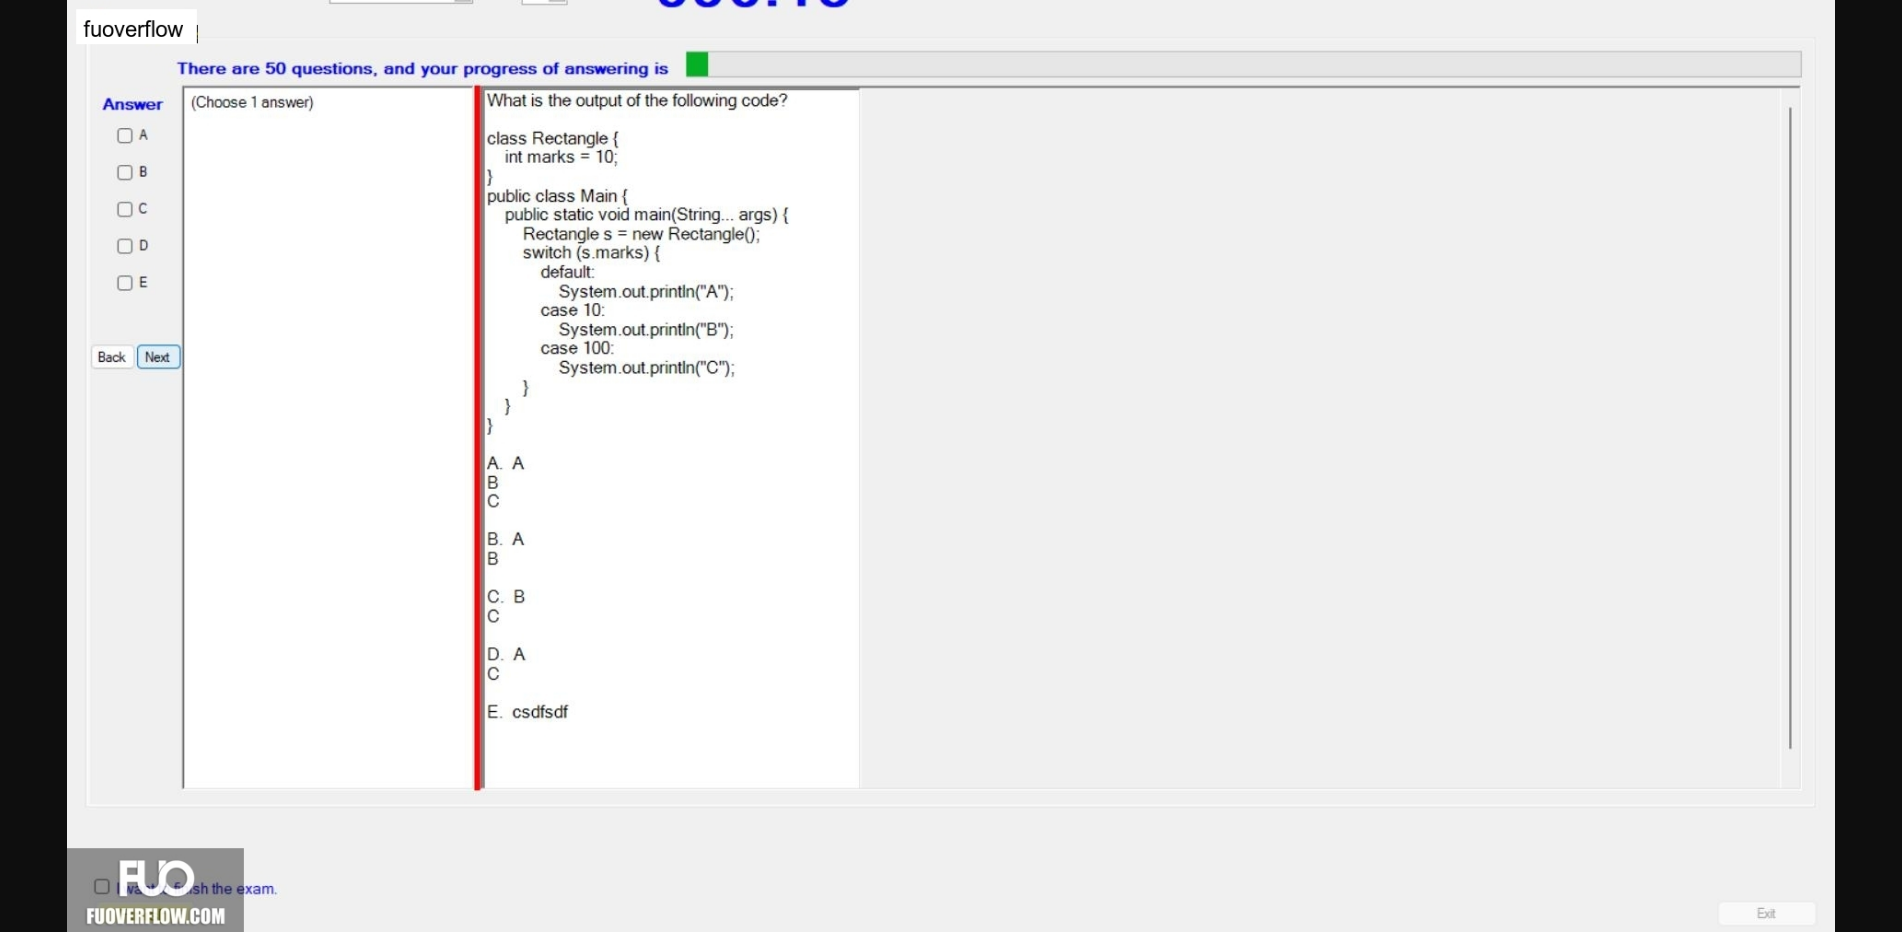 fuoverflow
There are 50 questions, and your progress of answering is
Answer
(Choose 1 answer)
A
B
C
D
E
Back Next
What is the output of the following code?
class Rectangle {
int marks = 10;
}
public class Main {
public static void main(String... args) {
Rectangle s = new Rectangle();
switch (s.marks) {
default:
System.out.println("A");
case 10:
System.out.println("B");
case 100:
System.out.println("C");
}
}
}
A. A
B
C
B. A
B
C. B
C
D. A
C
E. csdfsdf
FUO
sh the exam.
FUOVERFLOW.COM
Exit